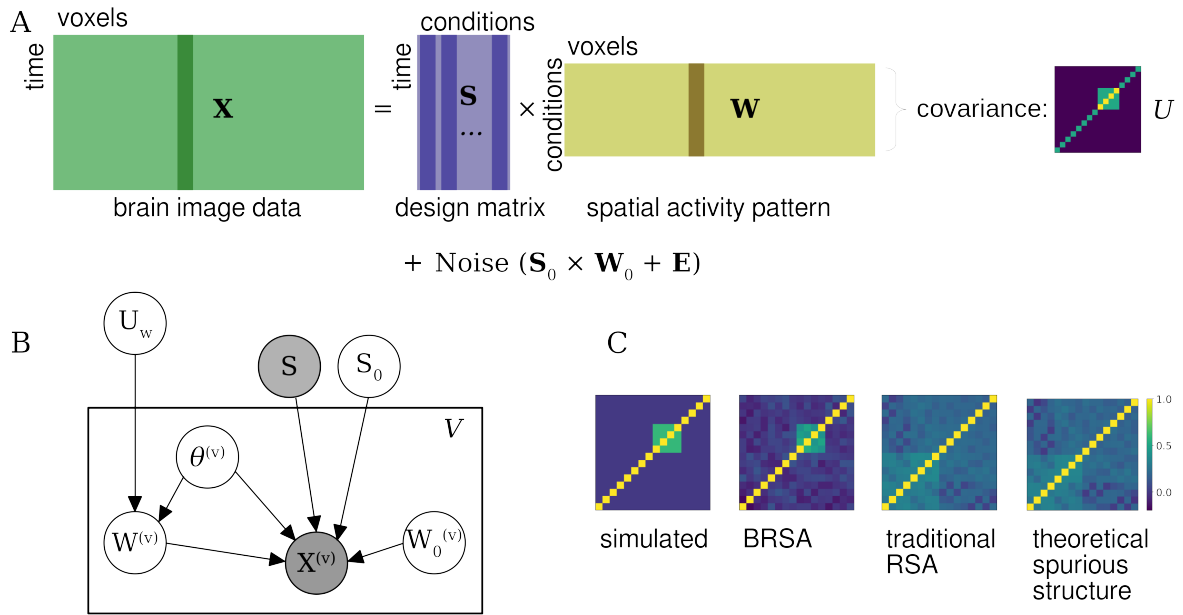 A
voxels
time
X
brain image data
=
conditions
time
S
...
design matrix
×
voxels
conditions
W
spatial activity pattern
covariance:
U
+ Noise (S₀ × W₀ + E)
B
U_w
S
S₀
V
θ⁽ᵛ⁾
W⁽ᵛ⁾
X⁽ᵛ⁾
W₀⁽ᵛ⁾
C
1.0
0.5
0.0
simulated
BRSA
traditional
RSA
theoretical
spurious
structure